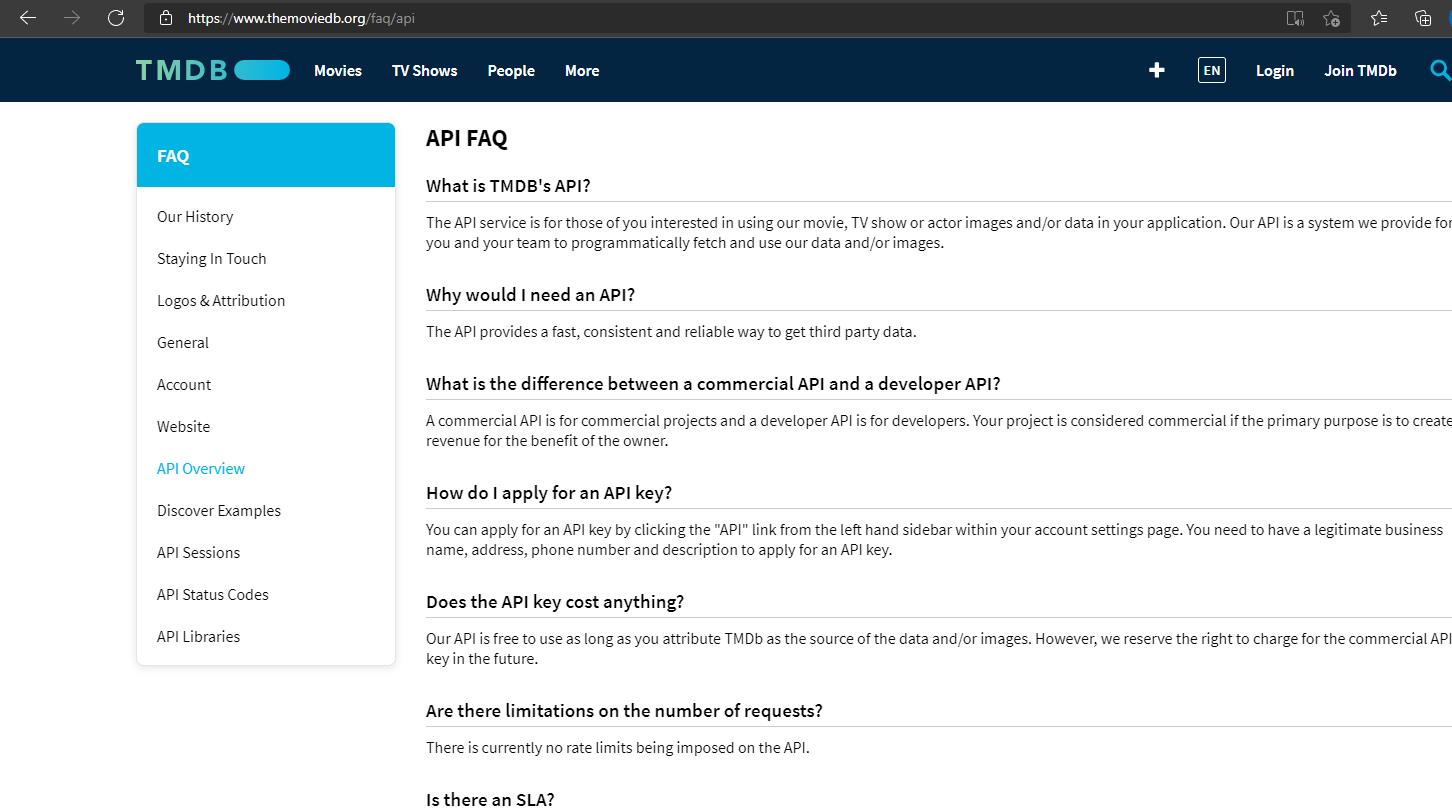 https://www.themoviedb.org/faq/api
TMDB
Movies
TV Shows
People
More
EN
Login
Join TMDb
FAQ
Our History
Staying In Touch
Logos & Attribution
General
Account
Website
API Overview
Discover Examples
API Sessions
API Status Codes
API Libraries
API FAQ
What is TMDB's API?
The API service is for those of you interested in using our movie, TV show or actor images and/or data in your application. Our API is a system we provide for
you and your team to programmatically fetch and use our data and/or images.
Why would I need an API?
The API provides a fast, consistent and reliable way to get third party data.
What is the difference between a commercial API and a developer API?
A commercial API is for commercial projects and a developer API is for developers. Your project is considered commercial if the primary purpose is to create
revenue for the benefit of the owner.
How do I apply for an API key?
You can apply for an API key by clicking the "API" link from the left hand sidebar within your account settings page. You need to have a legitimate business
name, address, phone number and description to apply for an API key.
Does the API key cost anything?
Our API is free to use as long as you attribute TMDb as the source of the data and/or images. However, we reserve the right to charge for the commercial API
key in the future.
Are there limitations on the number of requests?
There is currently no rate limits being imposed on the API.
Is there an SLA?